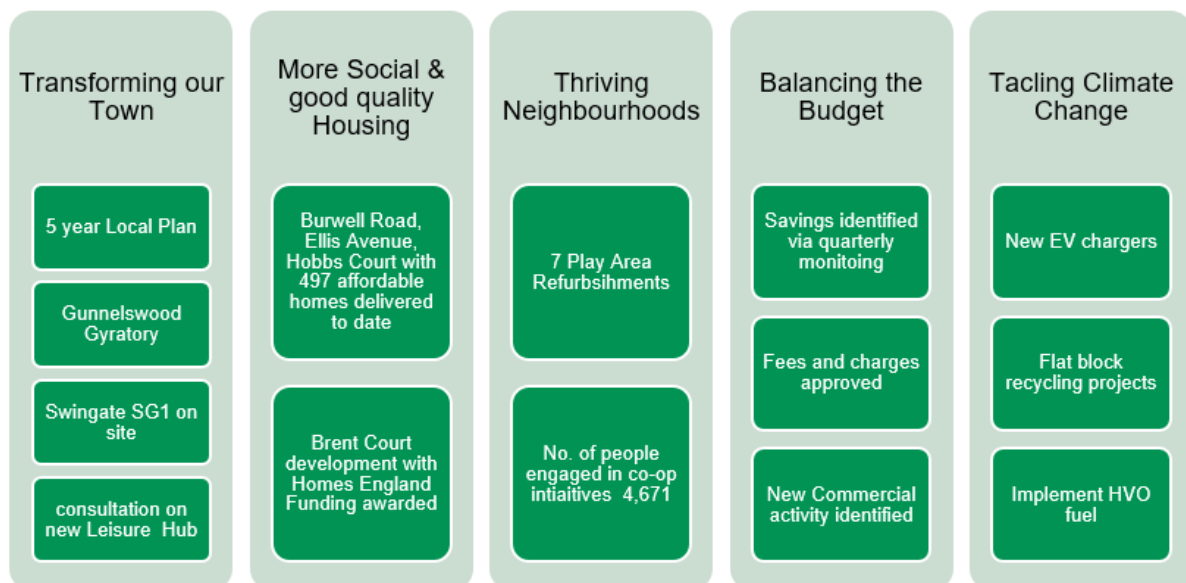 Transforming our
Town
5 year Local Plan
Gunnelswood
Gyratory
Swingate SG1 on
site
consultation on
new Leisure Hub
More Social &
good quality
Housing
Burwell Road,
Ellis Avenue,
Hobbs Court with
497 affordable
homes delivered
to date
Brent Court
development with
Homes England
Funding awarded
Thriving
Neighbourhoods
7 Play Area
Refurbsihments
No. of people
engaged in co-op
intiaitives 4,671
Balancing the
Budget
Savings identified
via quarterly
monitoing
Fees and charges
approved
New Commercial
activity identified
Tacling Climate
Change
New EV chargers
Flat block
recycling projects
Implement HVO
fuel